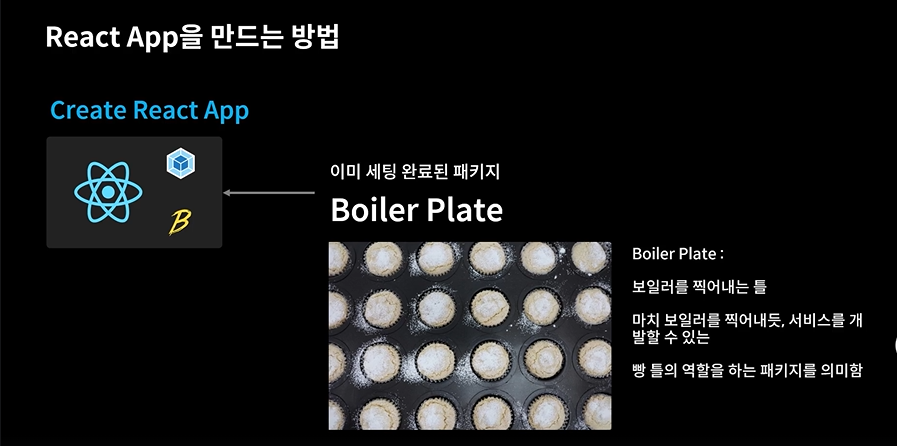 React App을 만드는 방법
Create React App
이미 세팅 완료된 패키지
Boiler Plate
Boiler Plate :
보일러를 찍어내는 틀
마치 보일러를 찍어내듯, 서비스를 개
발할 수 있는
빵 틀의 역할을 하는 패키지를 의미함